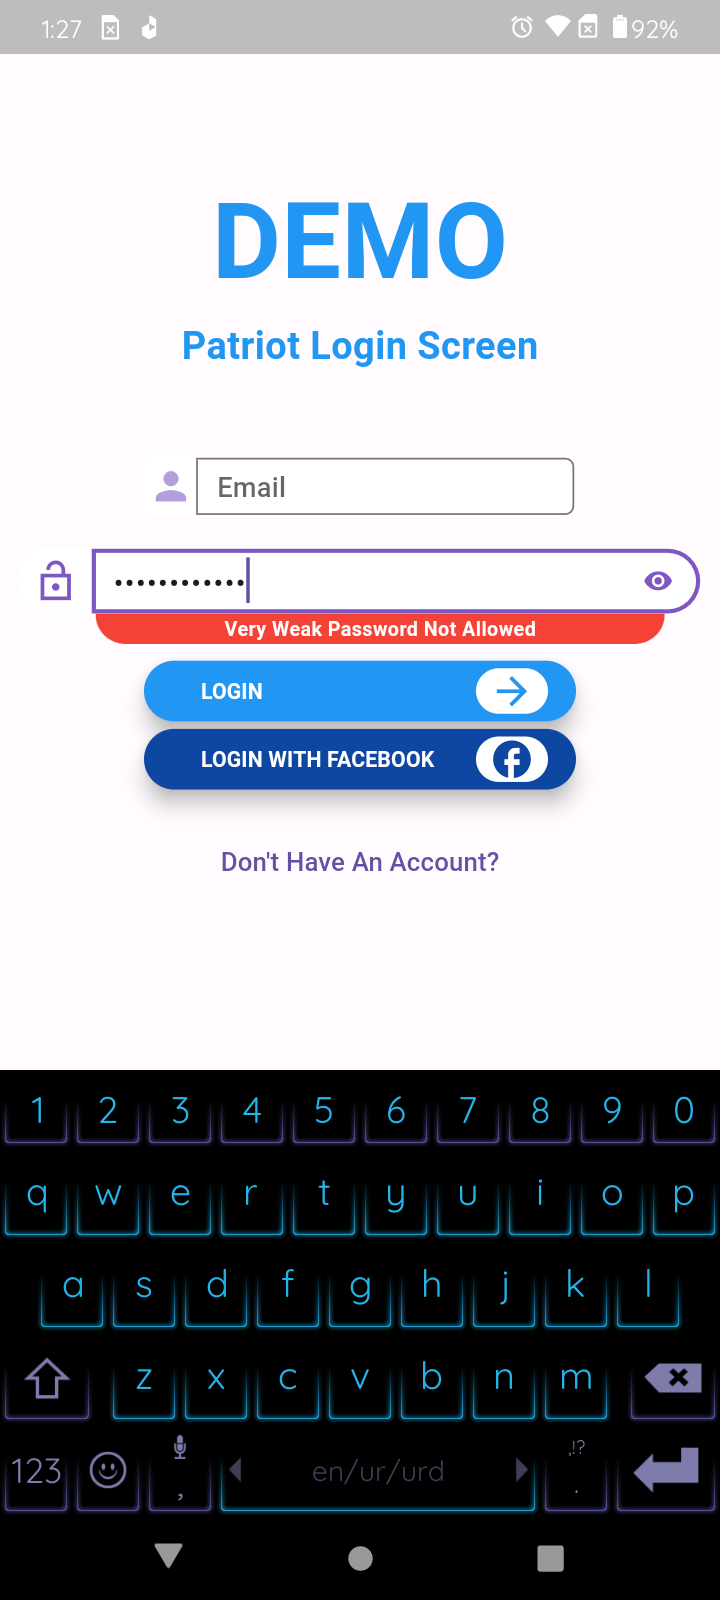 1:27 92%
DEMO
Patriot Login Screen
Email
••••••••••••
Very Weak Password Not Allowed
LOGIN
LOGIN WITH FACEBOOK
Don't Have An Account?
1 2 3 4 5 6 7 8 9 0
q w e r t y u i o p
a s d f g h j k l
z x c v b n m
123 , en/ur/urd ,!? .